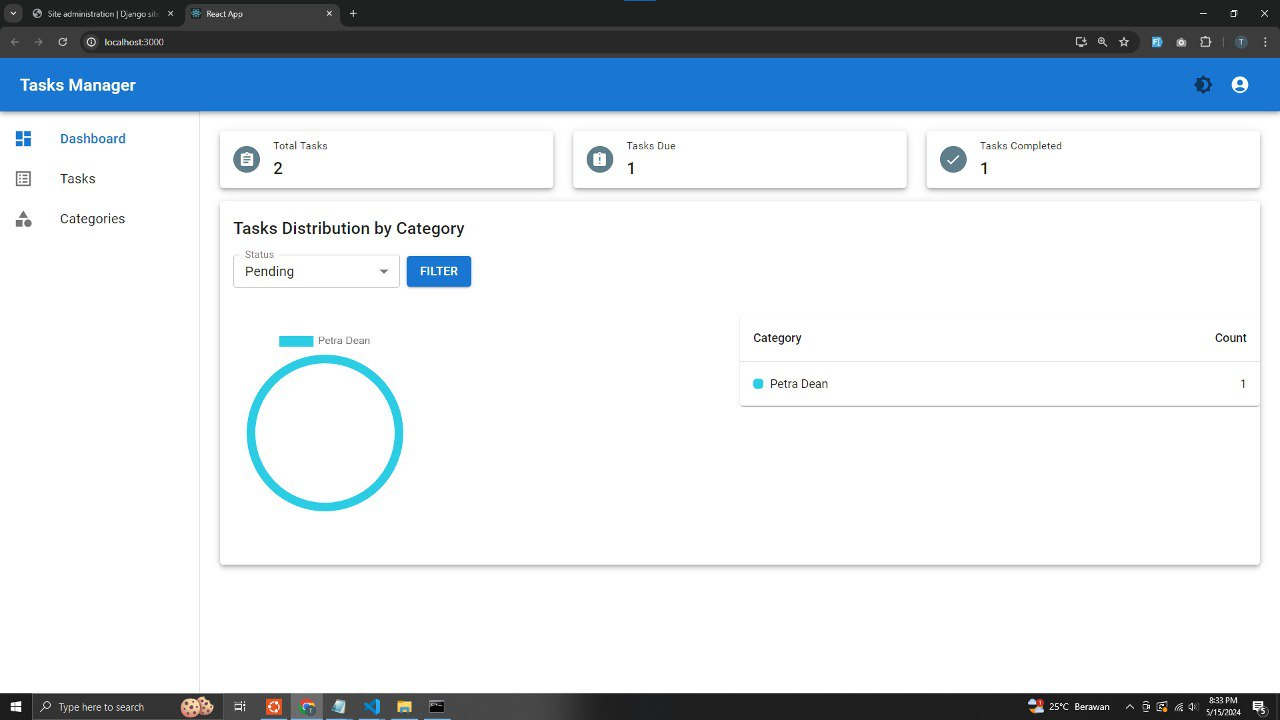 Site administration | Django site
React App
localhost:3000
T
Tasks Manager
Dashboard
Tasks
Categories
Total Tasks
2
Tasks Due
1
Tasks Completed
1
Tasks Distribution by Category
Status
Pending
FILTER
Petra Dean
Category Count
Petra Dean 1
Type here to search
25°C Berawan
8:33 PM
5/15/2024